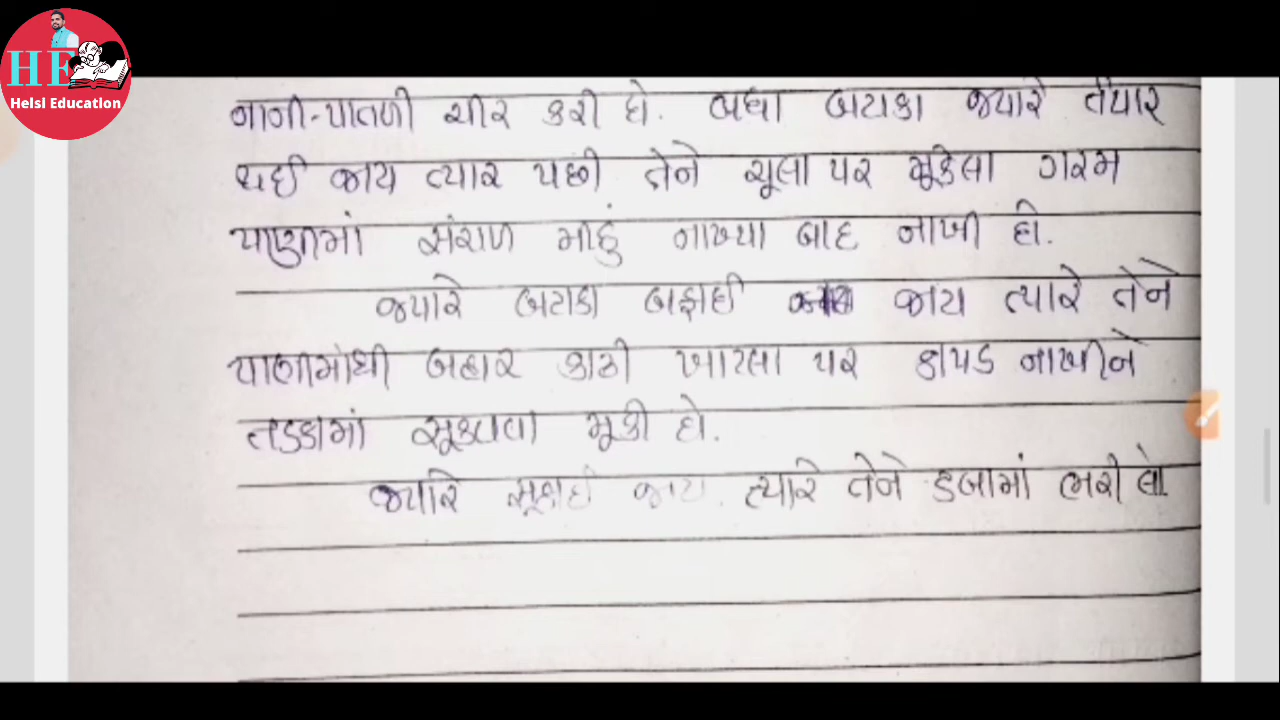 HE
Helsi Education
નાની-પાતળી ચીર કરી દો. બધા બટાકા જ્યારે તૈયાર
થઈ જાય ત્યાર પછી તેને ચૂલા પર મૂકેલા ગરમ
પાણીમાં સંચળ મીઠું નાખ્યા બાદ નાખી દો.
જ્યારે બટાકા બફાઈ જાય ત્યારે તેને
પાણીમાંથી બહાર કાઢી ખાટલા પર કાપડ નાખીને
તડકામાં સૂકવવા મૂકી દો.
જ્યારે સૂકાઈ જાય ત્યારે તેને ડબામાં ભરી લો.